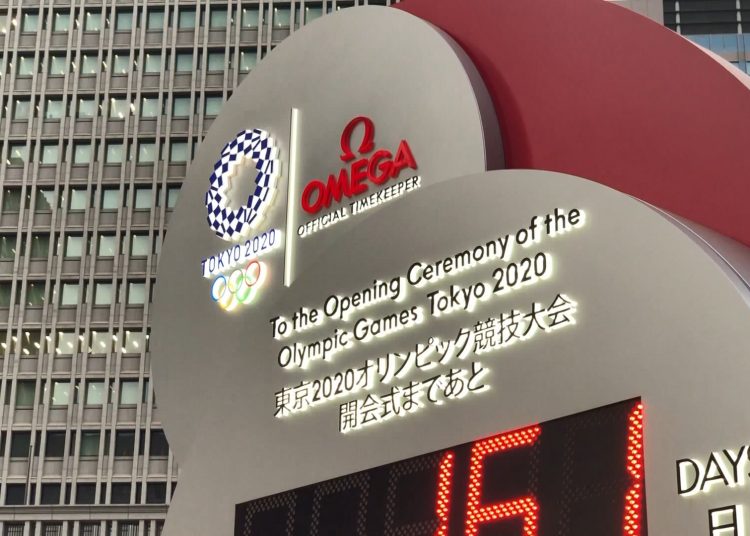 Ω
OMEGA
OFFICIAL TIMEKEEPER
TOKYO 2020
To the Opening Ceremony of the
Olympic Games Tokyo 2020
東京2020オリンピック競技大会
開会式まであと
161
DAYS
日